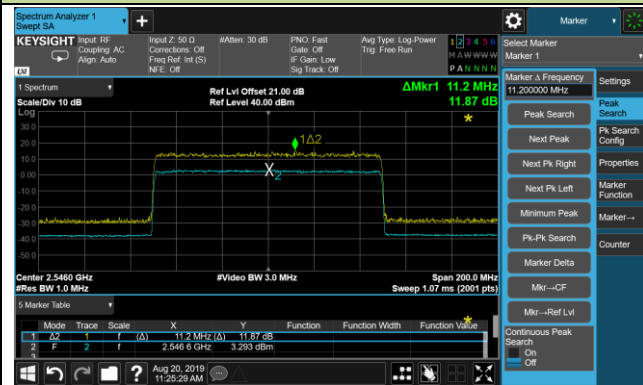 Spectrum Analyzer 1
Swept SA
Marker
KEYSIGHT
Input: RF
Coupling: AC
Align: Auto
Input Z: 50 Ω
Corrections: Off
Freq Ref: Int (S)
NFE: Off
#Atten: 30 dB
PNO: Fast
Gate: Off
IF Gain: Low
Sig Track: Off
Avg Type: Log-Power
Trig: Free Run
1 2 3 4 5 6
M A W W W W
P A N N N N
LXI
Select Marker
Marker 1
1 Spectrum
Scale/Div 10 dB
Log
Ref Lvl Offset 21.00 dB
Ref Level 40.00 dBm
ΔMkr1 11.2 MHz
11.87 dB
30.0
20.0
10.0
0.00
-10.0
-20.0
-30.0
-40.0
-50.0
1Δ2
X2
Center 2.5460 GHz
#Res BW 1.0 MHz
#Video BW 3.0 MHz
Span 200.0 MHz
Sweep 1.07 ms (2001 pts)
5 Marker Table
Mode Trace Scale X Y Function Function Width Function Value
1 Δ2 1 f (Δ) 11.2 MHz (Δ) 11.87 dB
2 F 2 f 2.546 6 GHz 3.293 dBm
3
Aug 20, 2019
11:25:29 AM
Marker Δ Frequency
11.200000 MHz
Peak Search
Next Peak
Next Pk Right
Next Pk Left
Minimum Peak
Pk-Pk Search
Marker Delta
Mkr→CF
Mkr→Ref Lvl
Continuous Peak
Search
On
Off
Settings
Peak
Search
Pk Search
Config
Properties
Marker
Function
Marker→
Counter